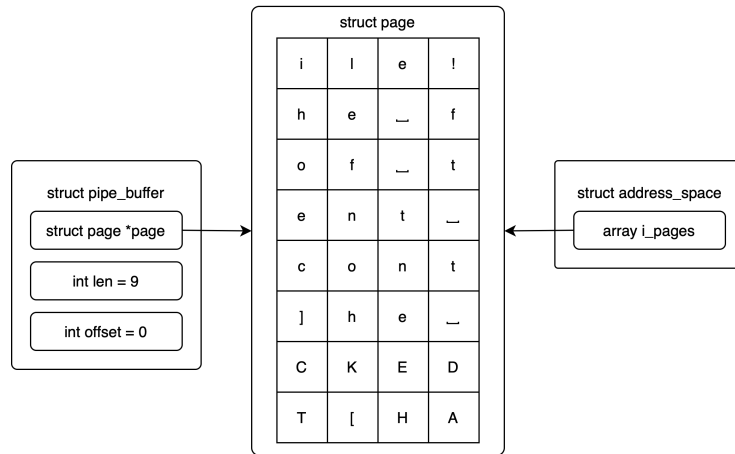 struct page
i l e !
h e ⎵ f
o f ⎵ t
e n t ⎵
c o n t
] h e ⎵
C K E D
T [ H A
struct pipe_buffer
struct page *page
int len = 9
int offset = 0
struct address_space
array i_pages